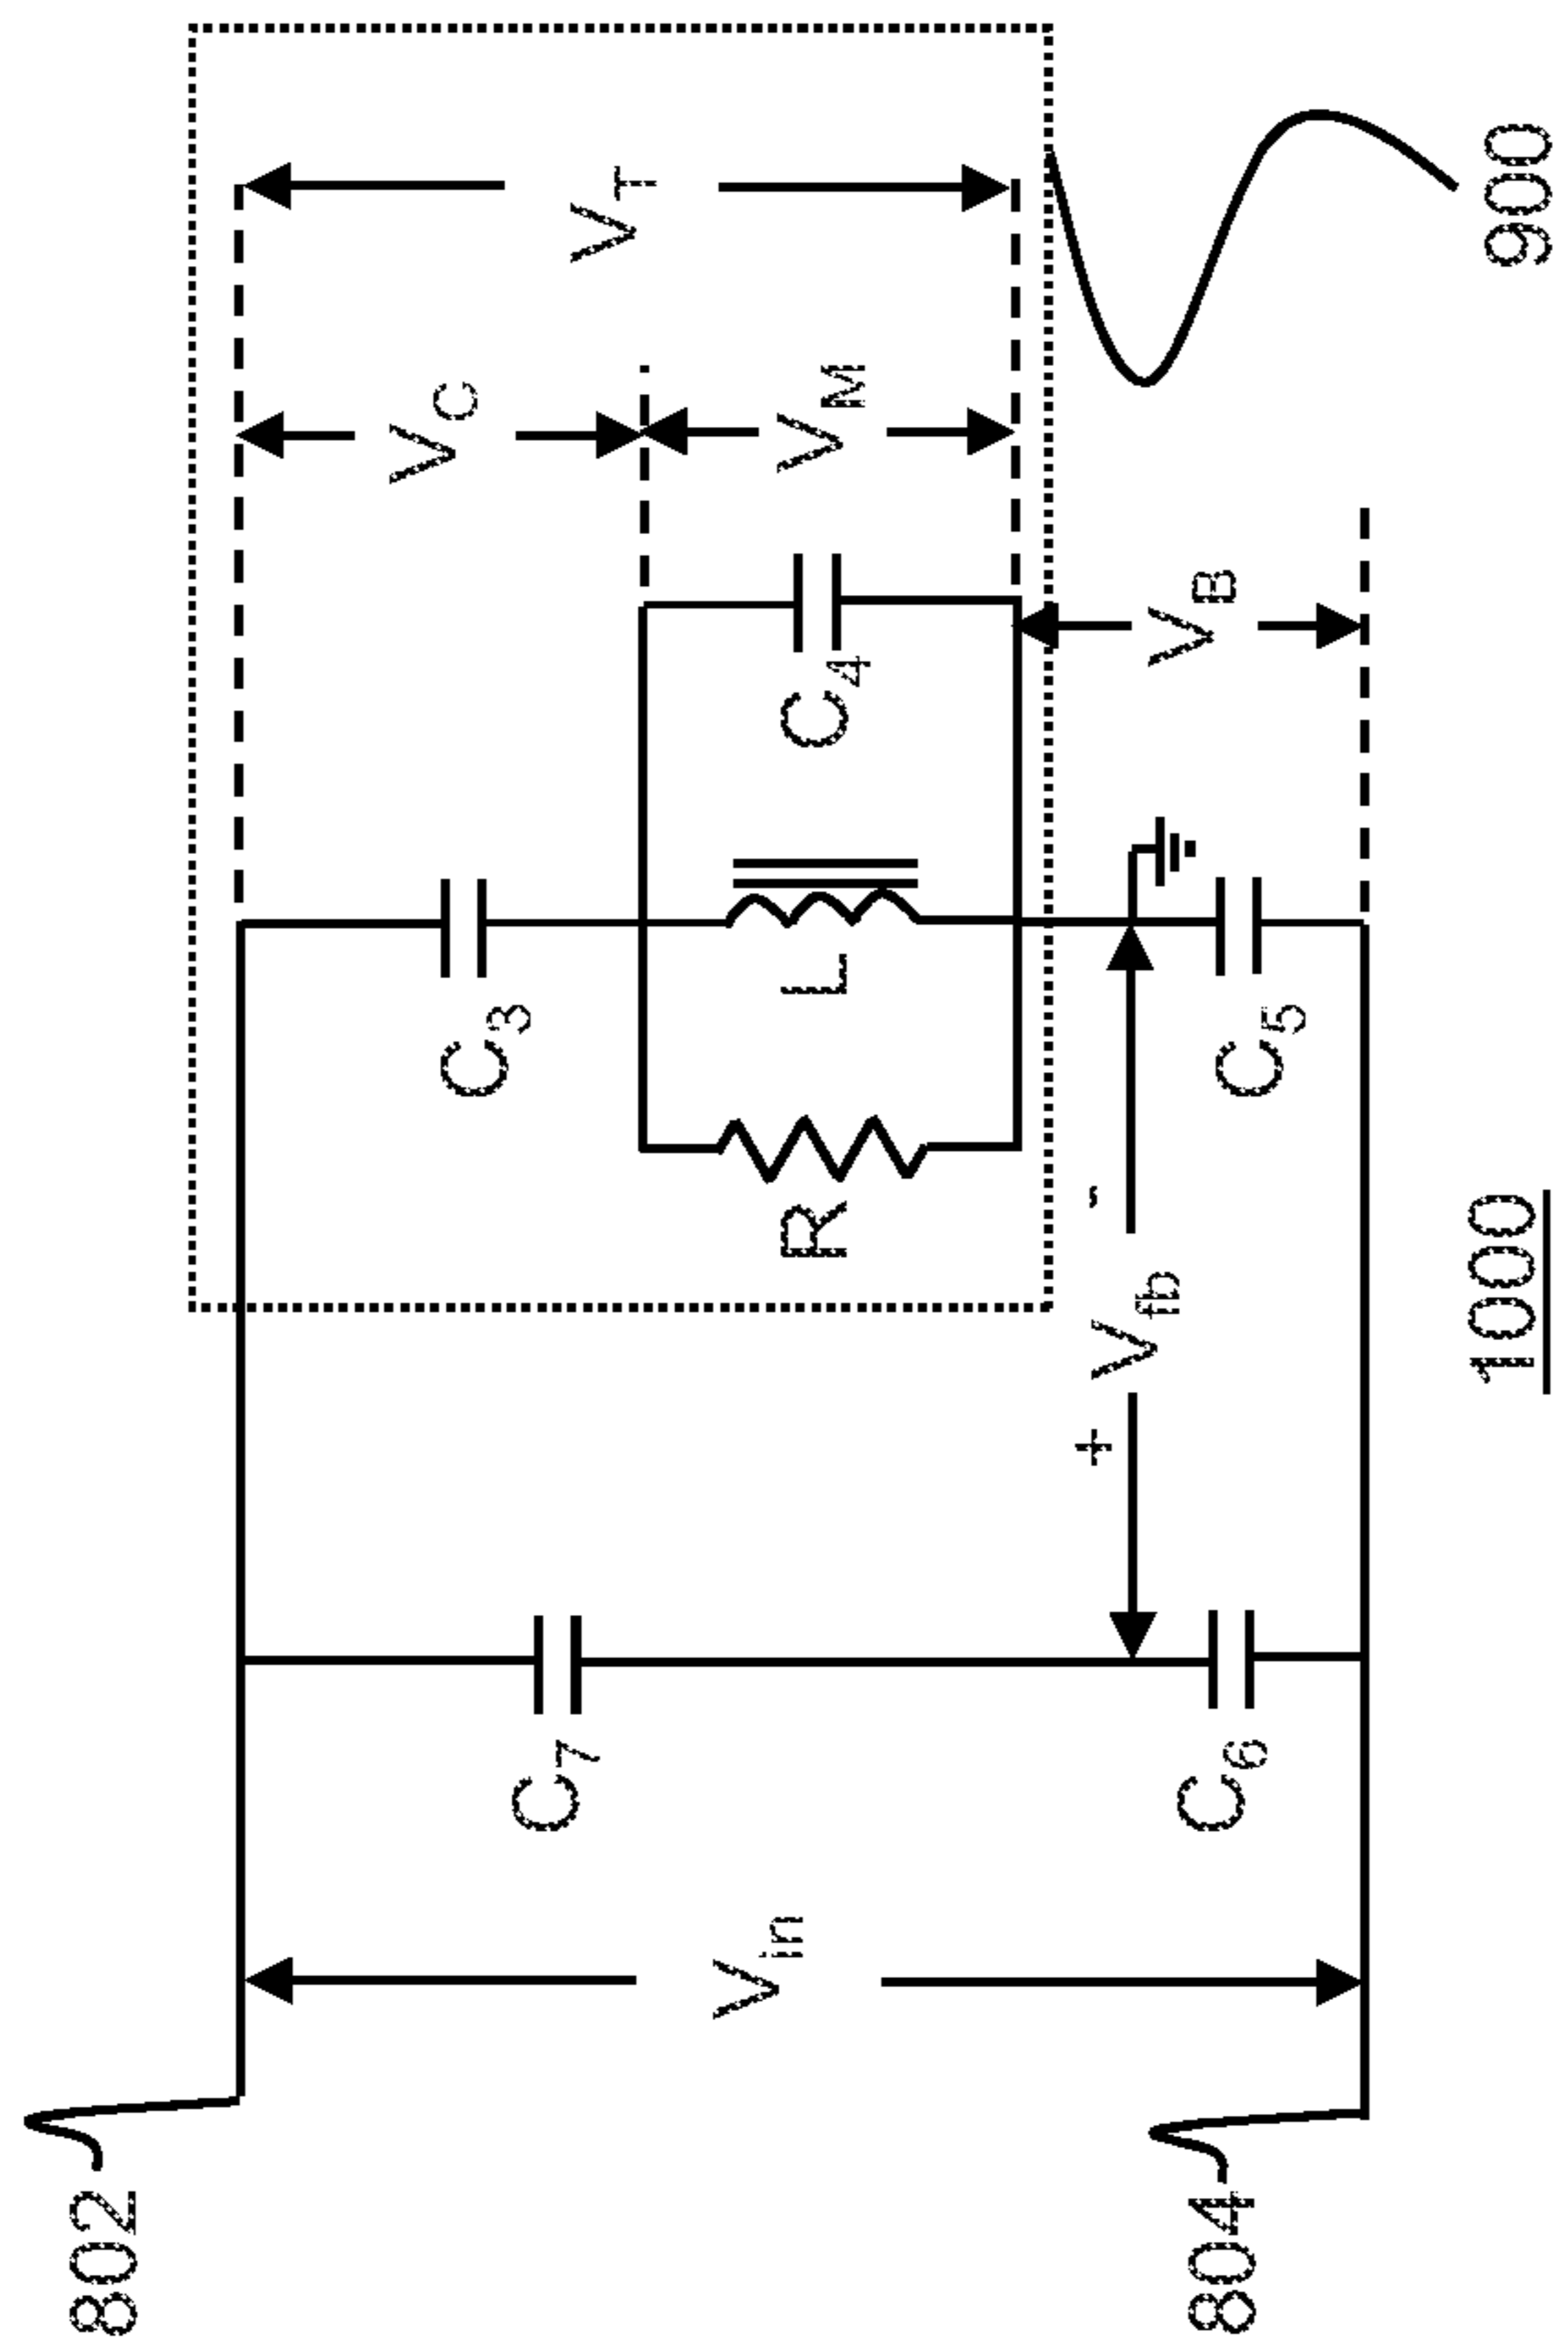 802
V_in
C_7
C_3
V_C
V_T
R
L
C_4
V_M
+ V_fb -
C_6
C_5
V_B
804
900
1000